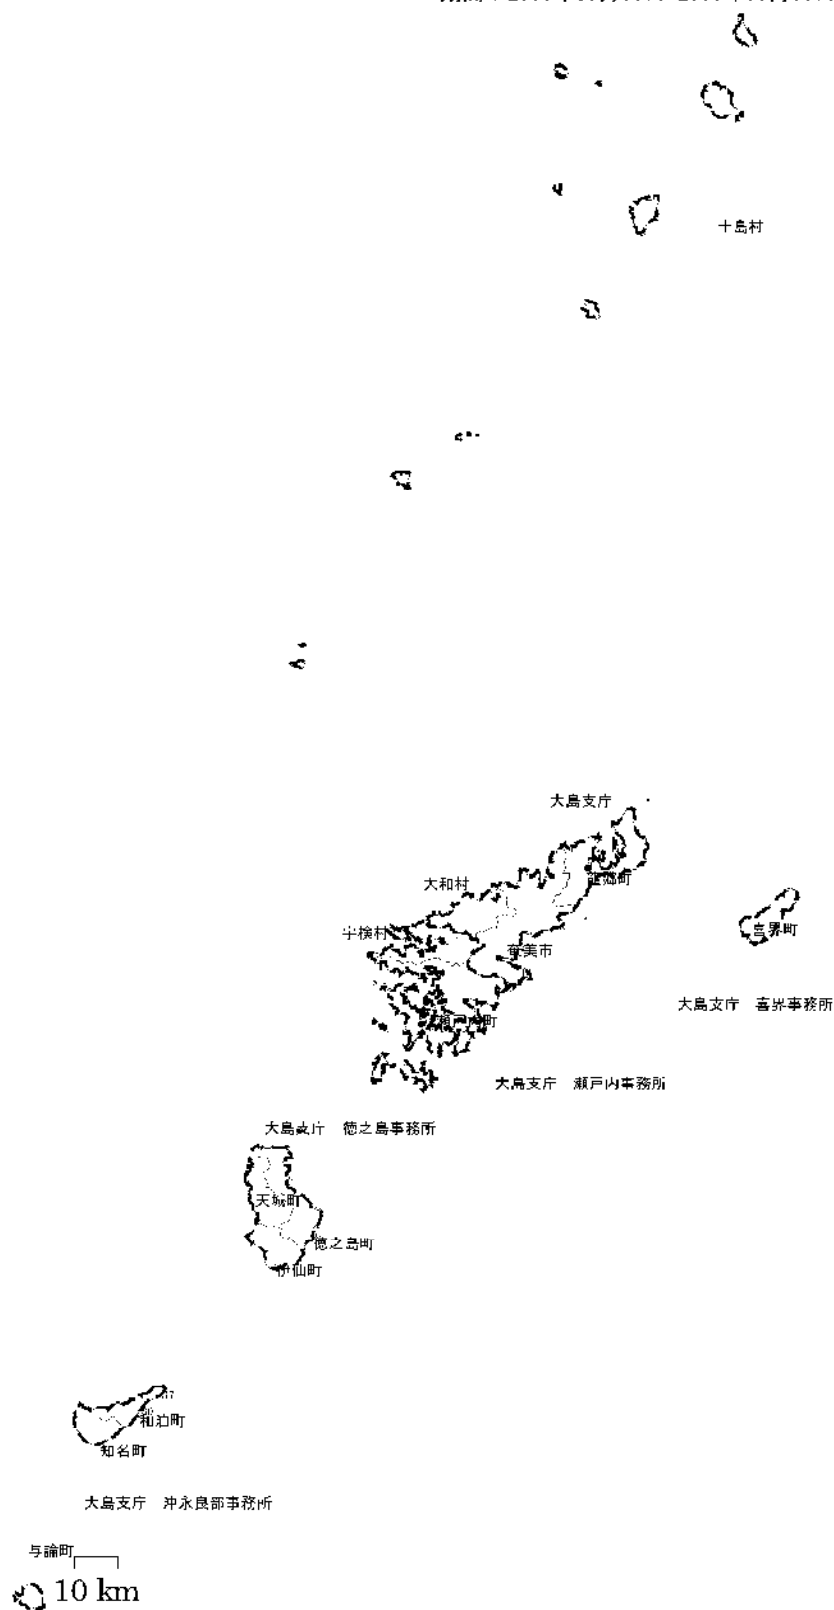 十島村
大島支庁
龍郷町
大和村
宇検村
喜界町
奄美市
大島支庁 喜界事務所
瀬戸内町
大島支庁 瀬戸内事務所
大島支庁 徳之島事務所
天城町
徳之島町
伊仙町
和泊町
知名町
大島支庁 沖永良部事務所
与論町
10 km